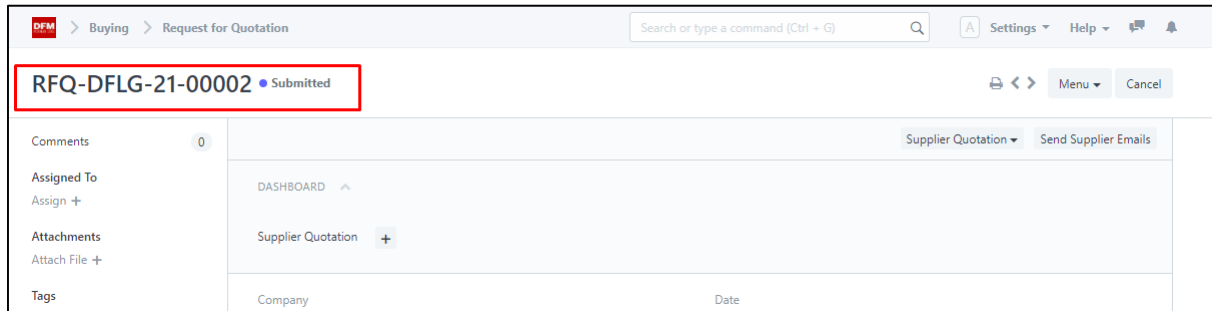 DFM > Buying > Request for Quotation Search or type a command (Ctrl + G) A Settings Help
RFQ-DFLG-21-00002 Submitted Menu Cancel
Comments 0 Supplier Quotation Send Supplier Emails
Assigned To
Assign + DASHBOARD
Attachments Supplier Quotation +
Attach File +
Tags Company Date